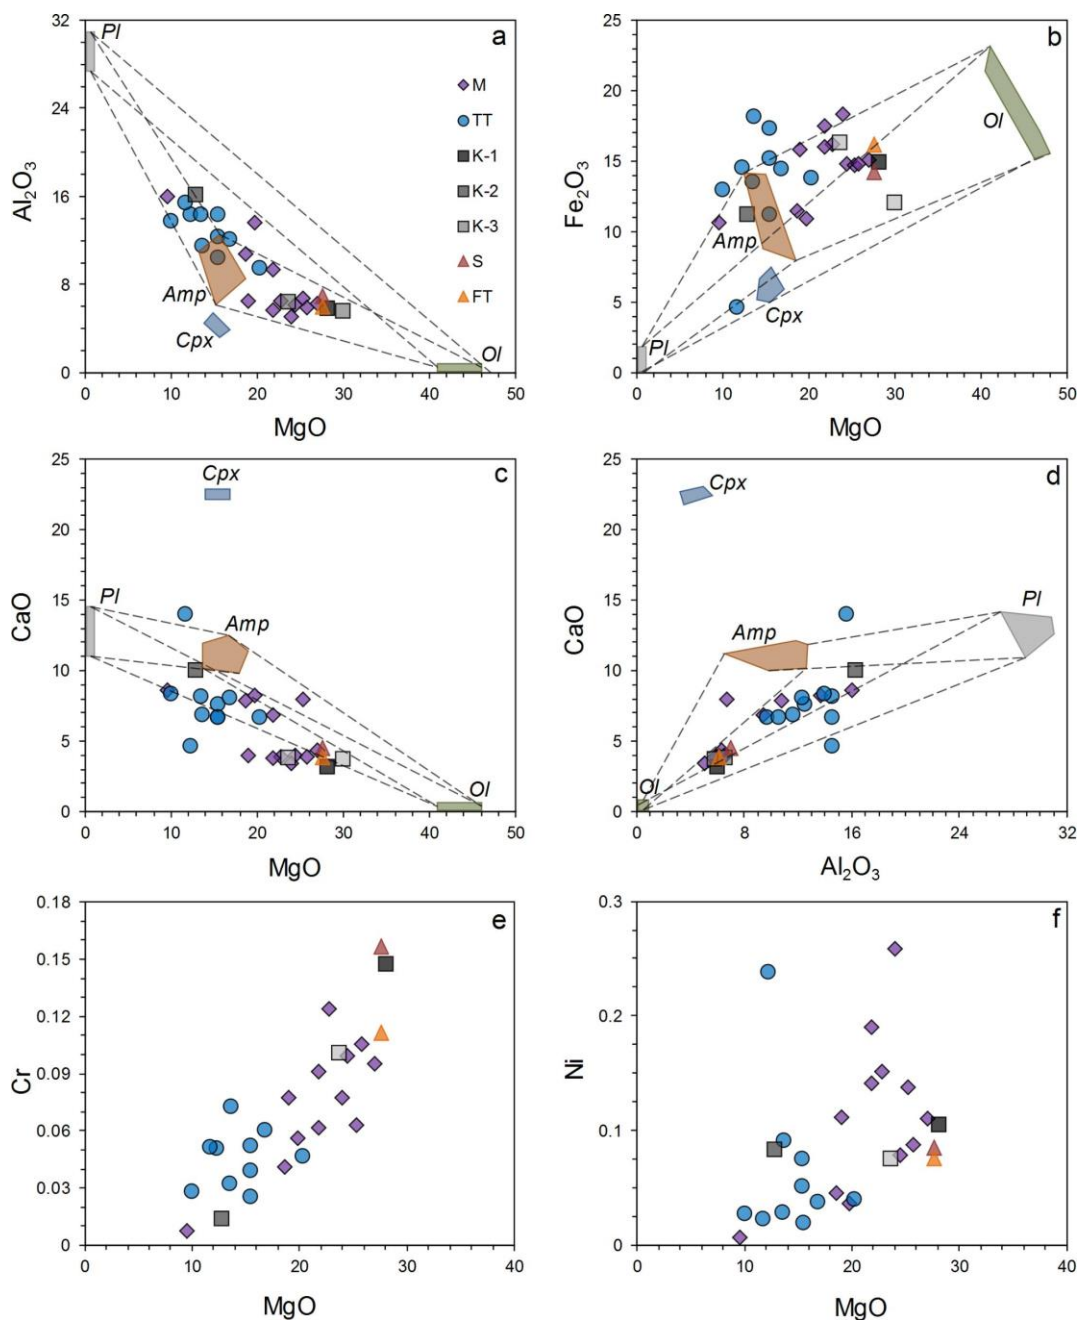 a
Al₂O₃
32
24
16
8
0
0 10 20 30 40 50
MgO
Pl
Amp
Cpx
Ol
M
TT
K-1
K-2
K-3
S
FT
b
Fe₂O₃
25
20
15
10
5
0
0 10 20 30 40 50
MgO
Ol
Amp
Cpx
Pl
c
CaO
25
20
15
10
5
0
0 10 20 30 40 50
MgO
Cpx
Pl
Amp
Ol
d
CaO
25
20
15
10
5
0
0 8 16 24 32
Al₂O₃
Cpx
Amp
Pl
Ol
e
Cr
0.18
0.15
0.12
0.09
0.06
0.03
0
0 10 20 30 40
MgO
f
Ni
0.3
0.2
0.1
0
0 10 20 30 40
MgO